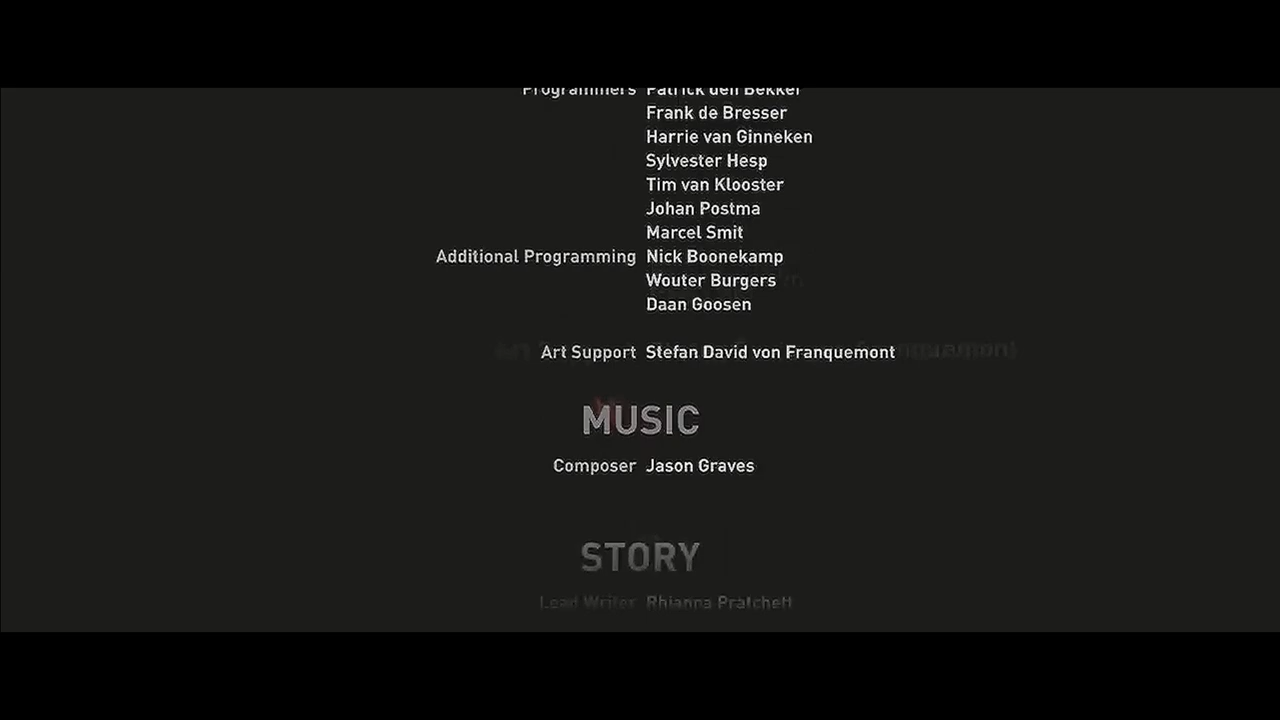 Programmers Patrick den Bekker
Frank de Bresser
Harrie van Ginneken
Sylvester Hesp
Tim van Klooster
Johan Postma
Marcel Smit
Additional Programming Nick Boonekamp
Wouter Burgers
Daan Goosen
Art Support Stefan David von Franquemont
MUSIC
Composer Jason Graves
STORY
Lead Writer Rhianna Pratchett